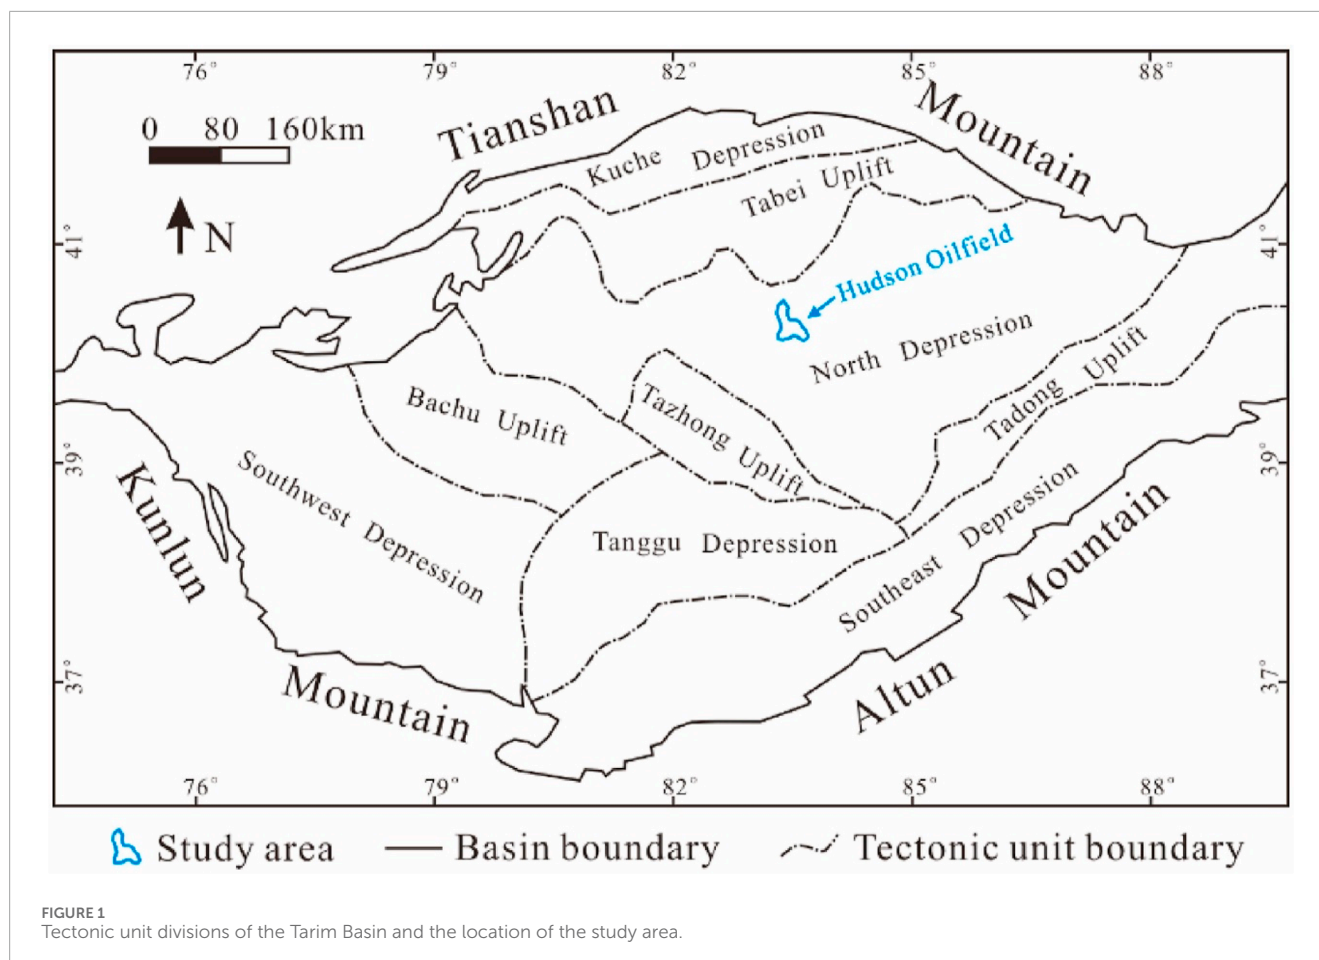 76° 79° 82° 85° 88°
0 80 160km
Tianshan Mountain
Kuche Depression
Tabei Uplift
N
41° 41°
Hudson Oilfield
North Depression
Bachu Uplift
Tazhong Uplift
Tadong Uplift
39° 39°
Southwest Depression
Kunlun Mountain
Tanggu Depression
Southeast Depression
Altun Mountain
37° 37°
76° 79° 82° 85° 88°
Study area Basin boundary Tectonic unit boundary
FIGURE 1
Tectonic unit divisions of the Tarim Basin and the location of the study area.